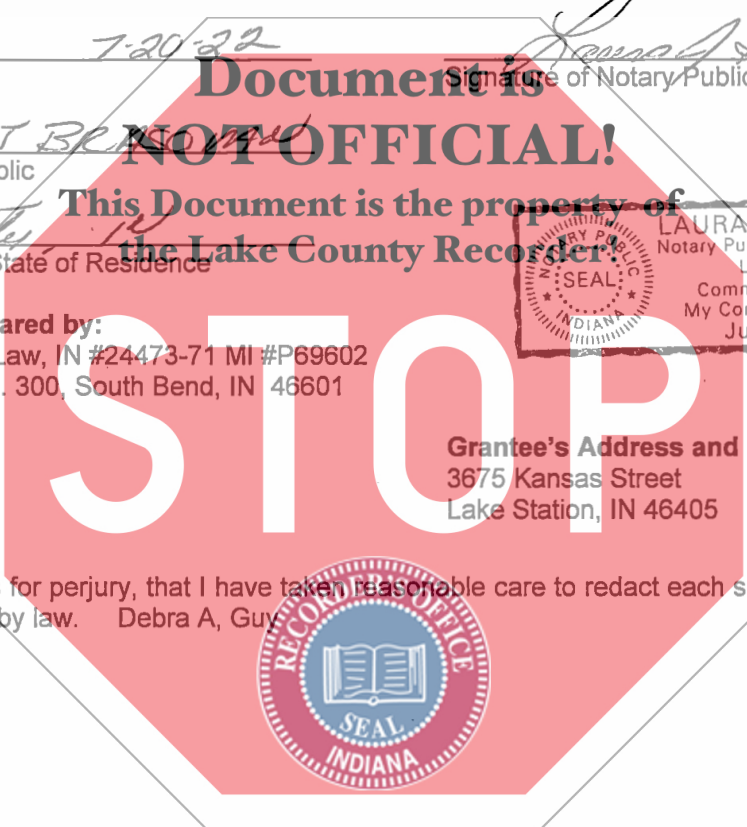 7-20-22
Document is
Signature of Notary Public
NOT OFFICIAL!
olic
This Document is the property of
the Lake County Recorder!
State of Residence
LAURA
Notary Pu
L
Comm
My Con
Ju
NOTARY PUBLIC
SEAL
INDIANA
ared by:
Law, IN #24473-71 MI #P69602
. 300, South Bend, IN 46601
STOP
Grantee's Address and
3675 Kansas Street
Lake Station, IN 46405
for perjury, that I have taken reasonable care to redact each s
by law. Debra A, Guy
RECORDER'S OFFICE
SEAL
INDIANA